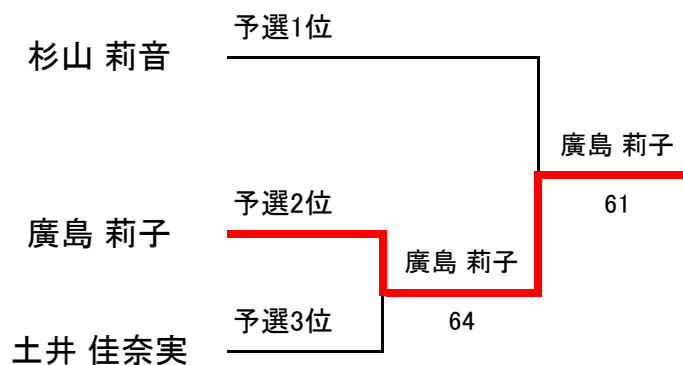 予選1位
杉山 莉音
廣島 莉子
予選2位
61
廣島 莉子
廣島 莉子
予選3位
64
土井 佳奈実